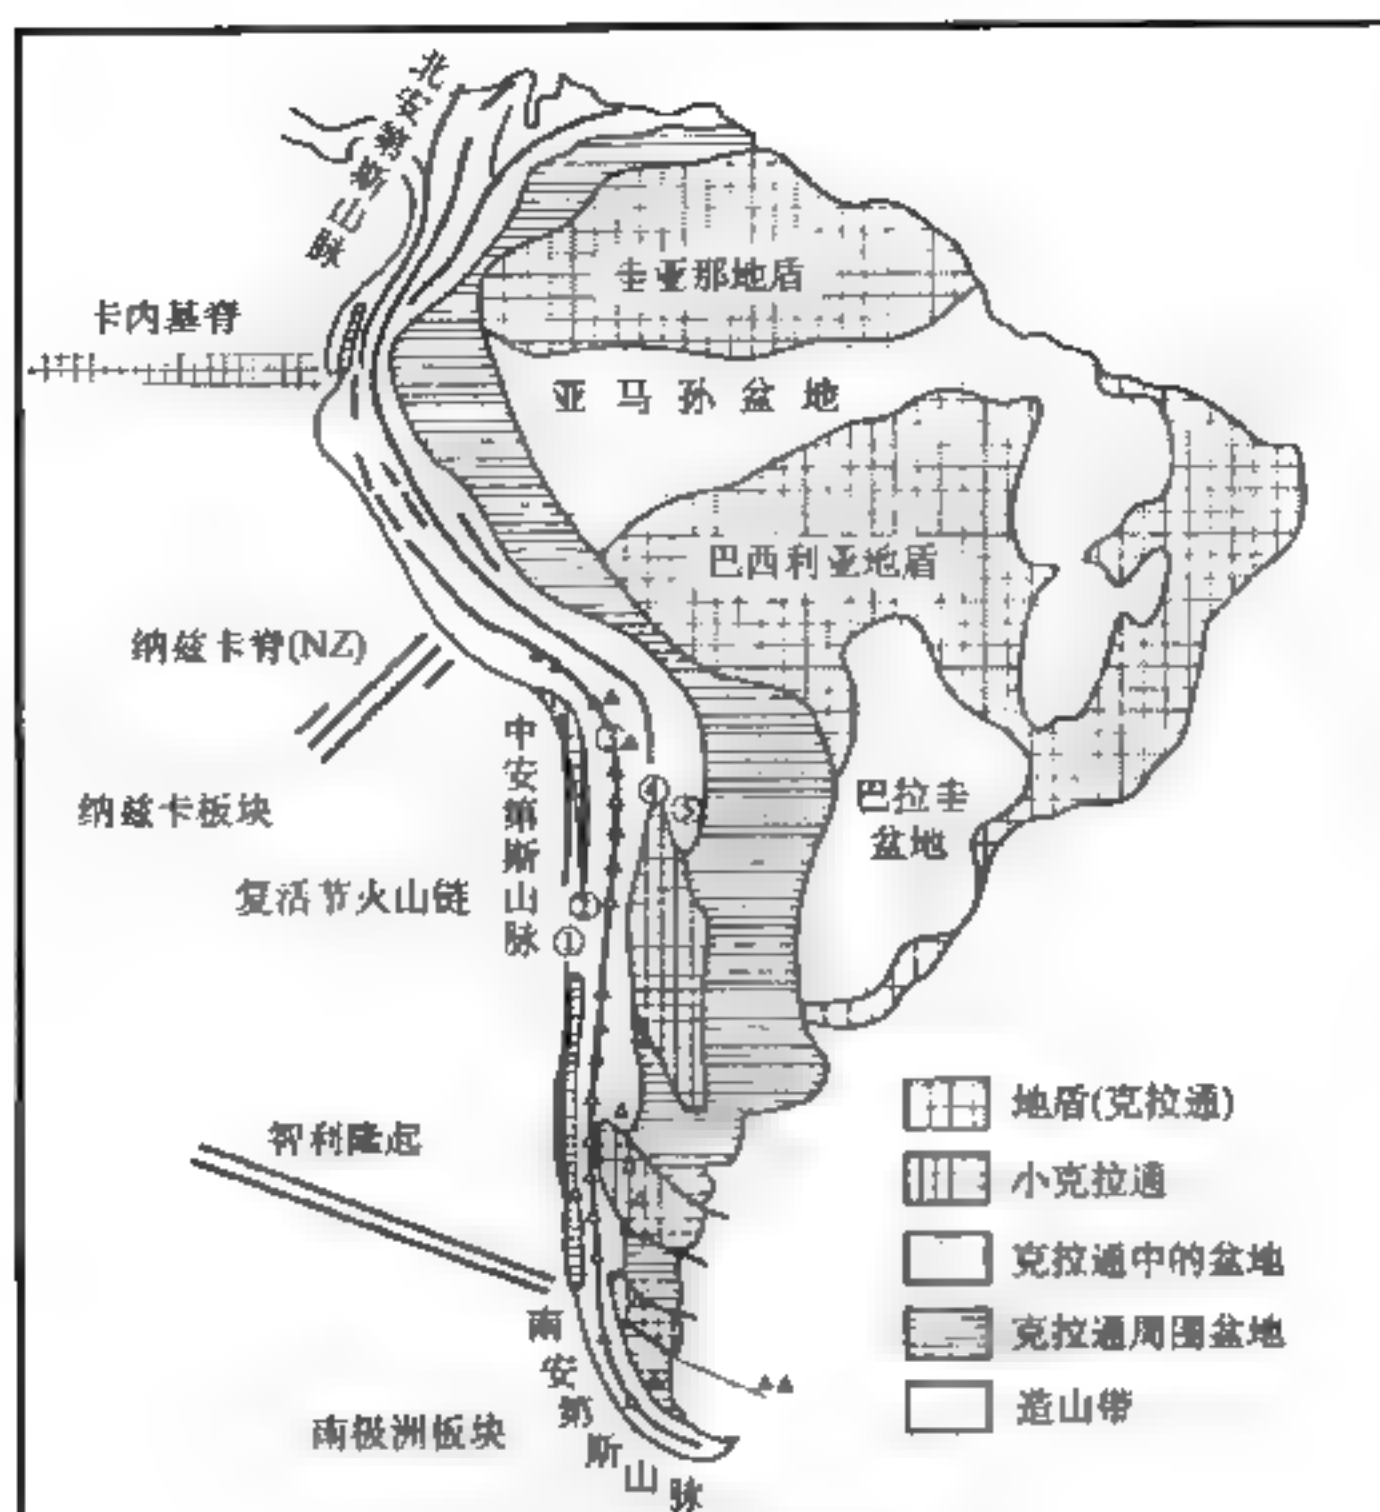 北安第斯山脉
卡内基脊
圭亚那地盾
亚马孙盆地
巴西利亚地盾
纳兹卡脊(NZ)
中安第斯山脉
纳兹卡板块
④
⑤
巴拉圭
盆地
复活节火山链
②
①
智利隆起
地盾(克拉通)
小克拉通
克拉通中的盆地
克拉通周围盆地
造山带
南安第斯山脉
南极洲板块